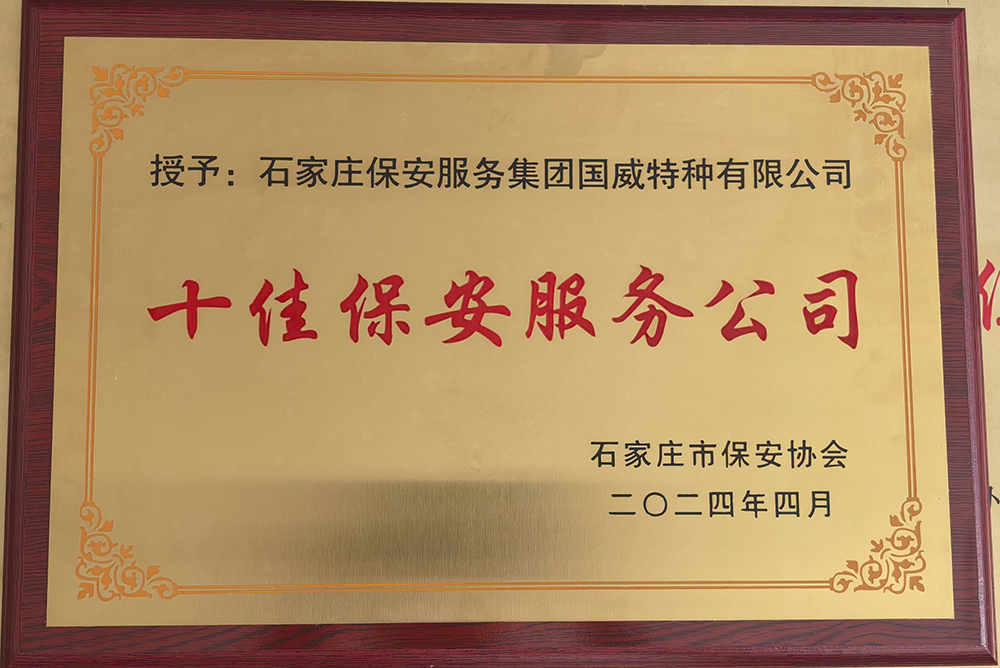 授予：石家庄保安服务集团国威特种有限公司
十佳保安服务公司
石家庄市保安协会
二〇二四年四月